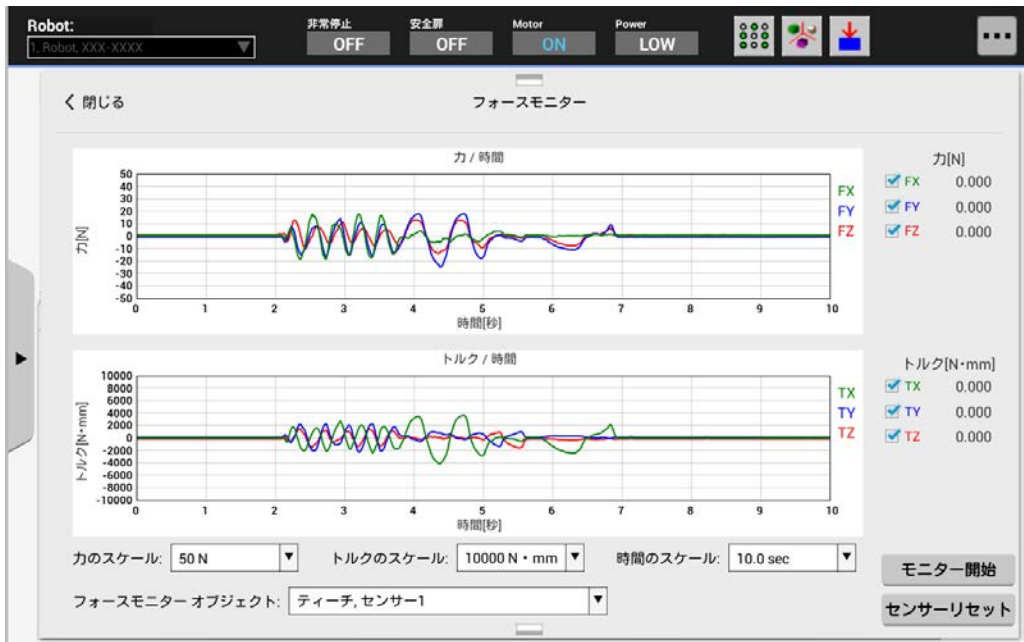 Robot:
1, Robot, XXX-XXXX
非常停止
OFF
安全扉
OFF
Motor
ON
Power
LOW
閉じる
フォースモニター
力 / 時間
力[N]
50
40
30
20
10
0
-10
-20
-30
-40
-50
0 1 2 3 4 5 6 7 8 9 10
時間[秒]
FX
FY
FZ
力[N]
FX 0.000
FY 0.000
FZ 0.000
トルク / 時間
トルク[N・mm]
10000
8000
6000
4000
2000
0
-2000
-4000
-6000
-8000
-10000
0 1 2 3 4 5 6 7 8 9 10
時間[秒]
TX
TY
TZ
トルク[N・mm]
TX 0.000
TY 0.000
TZ 0.000
力のスケール: 50 N トルクのスケール: 10000 N・mm 時間のスケール: 10.0 sec
モニター開始
フォースモニター オブジェクト: ティーチ, センサー1
センサーリセット